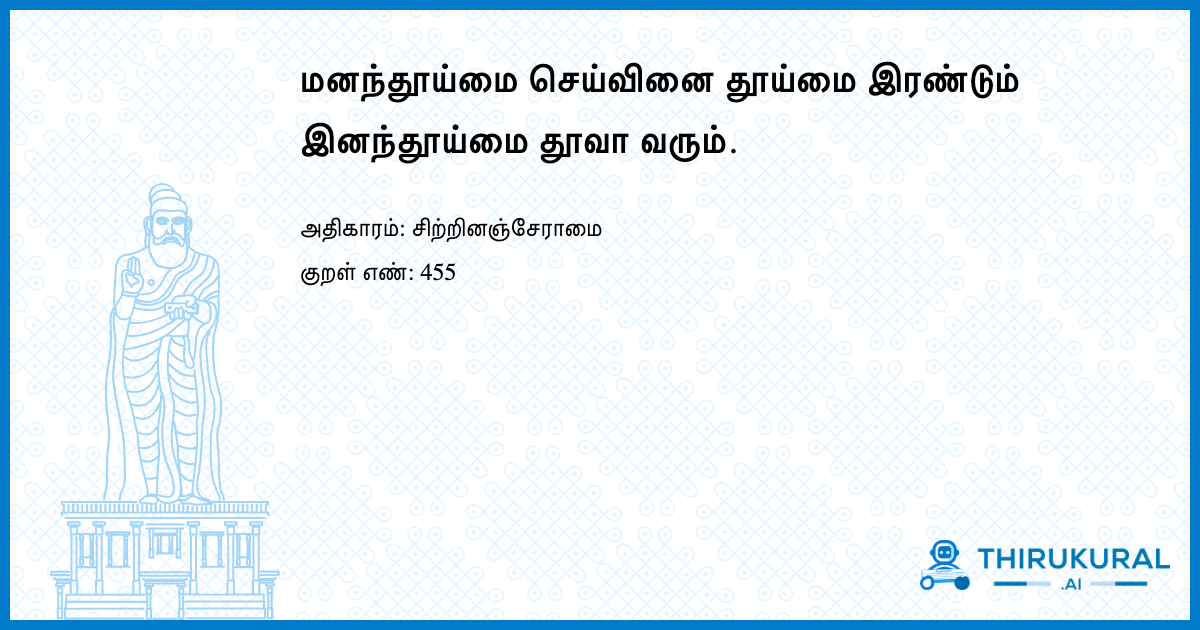 மனந்தூய்மை செய்வினை தூய்மை இரண்டும்
இனந்தூய்மை தூவா வரும்.
அதிகாரம்: சிற்றினஞ்சேராமை
குறள் எண்: 455
THIRUKURAL
.AI